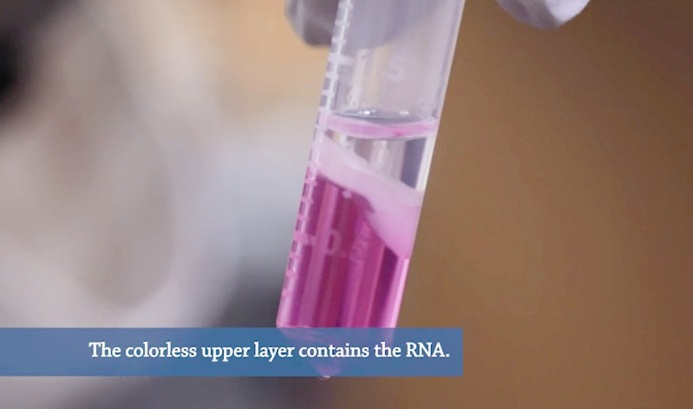 The colorless upper layer contains the RNA.